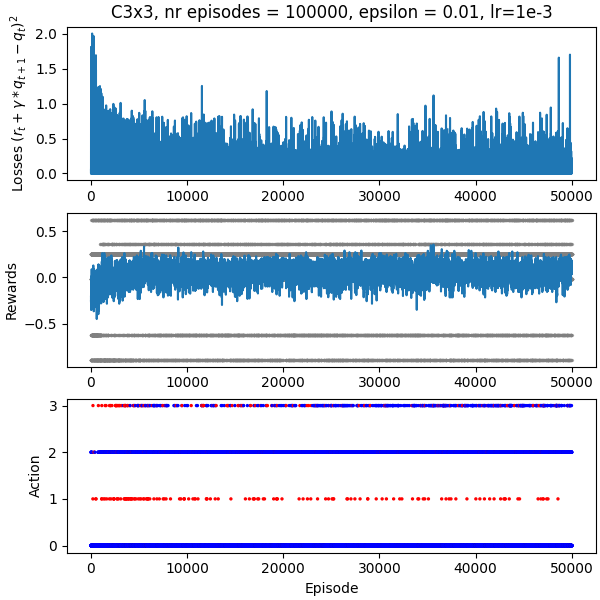 C3x3, nr episodes = 100000, epsilon = 0.01, lr=1e-3
Losses $(r_t + \gamma * q_{t+1} - q_t)^2$
2.0
1.5
1.0
0.5
0.0
0 10000 20000 30000 40000 50000
Rewards
0.5
0.0
−0.5
0 10000 20000 30000 40000 50000
Action
3
2
1
0
0 10000 20000 30000 40000 50000
Episode